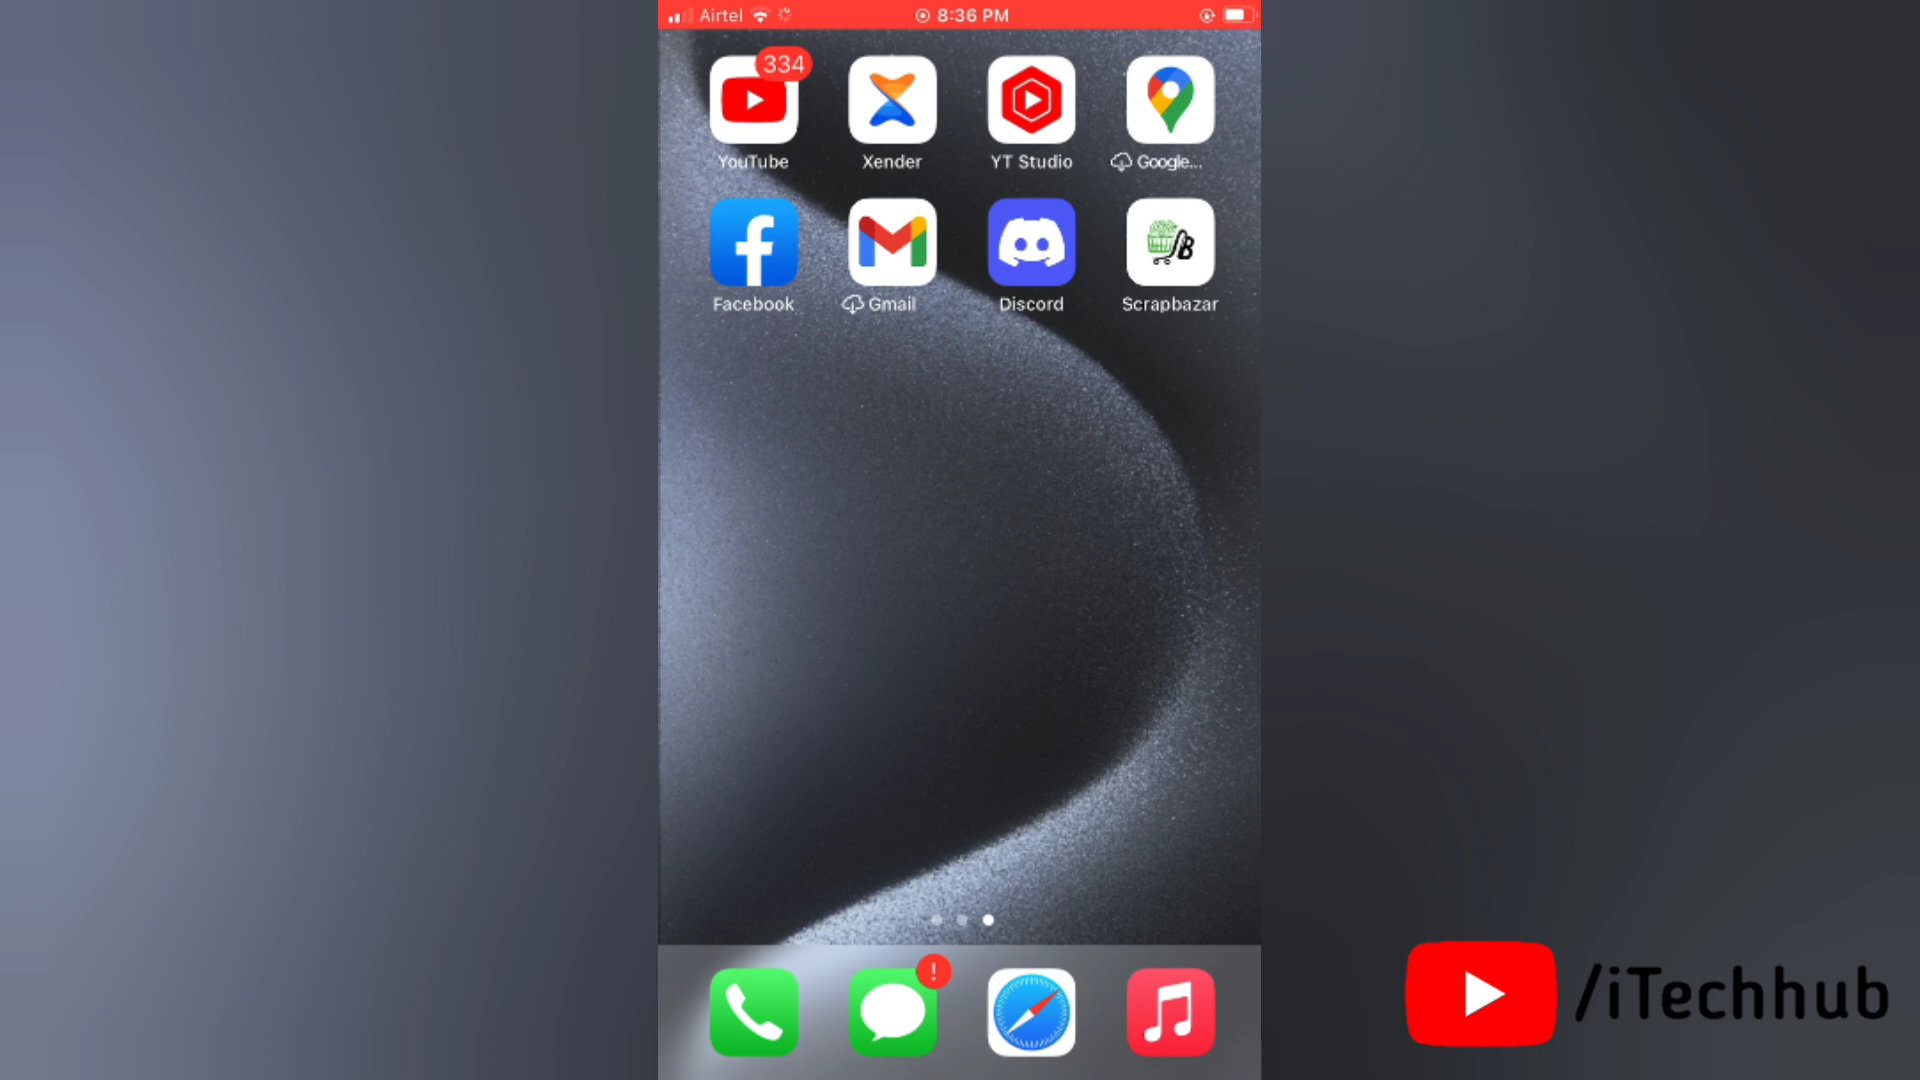 Airtel 8:36 PM
334
YouTube Xender YT Studio Google...
Facebook Gmail Discord Scrapbazar
!
/iTechhub